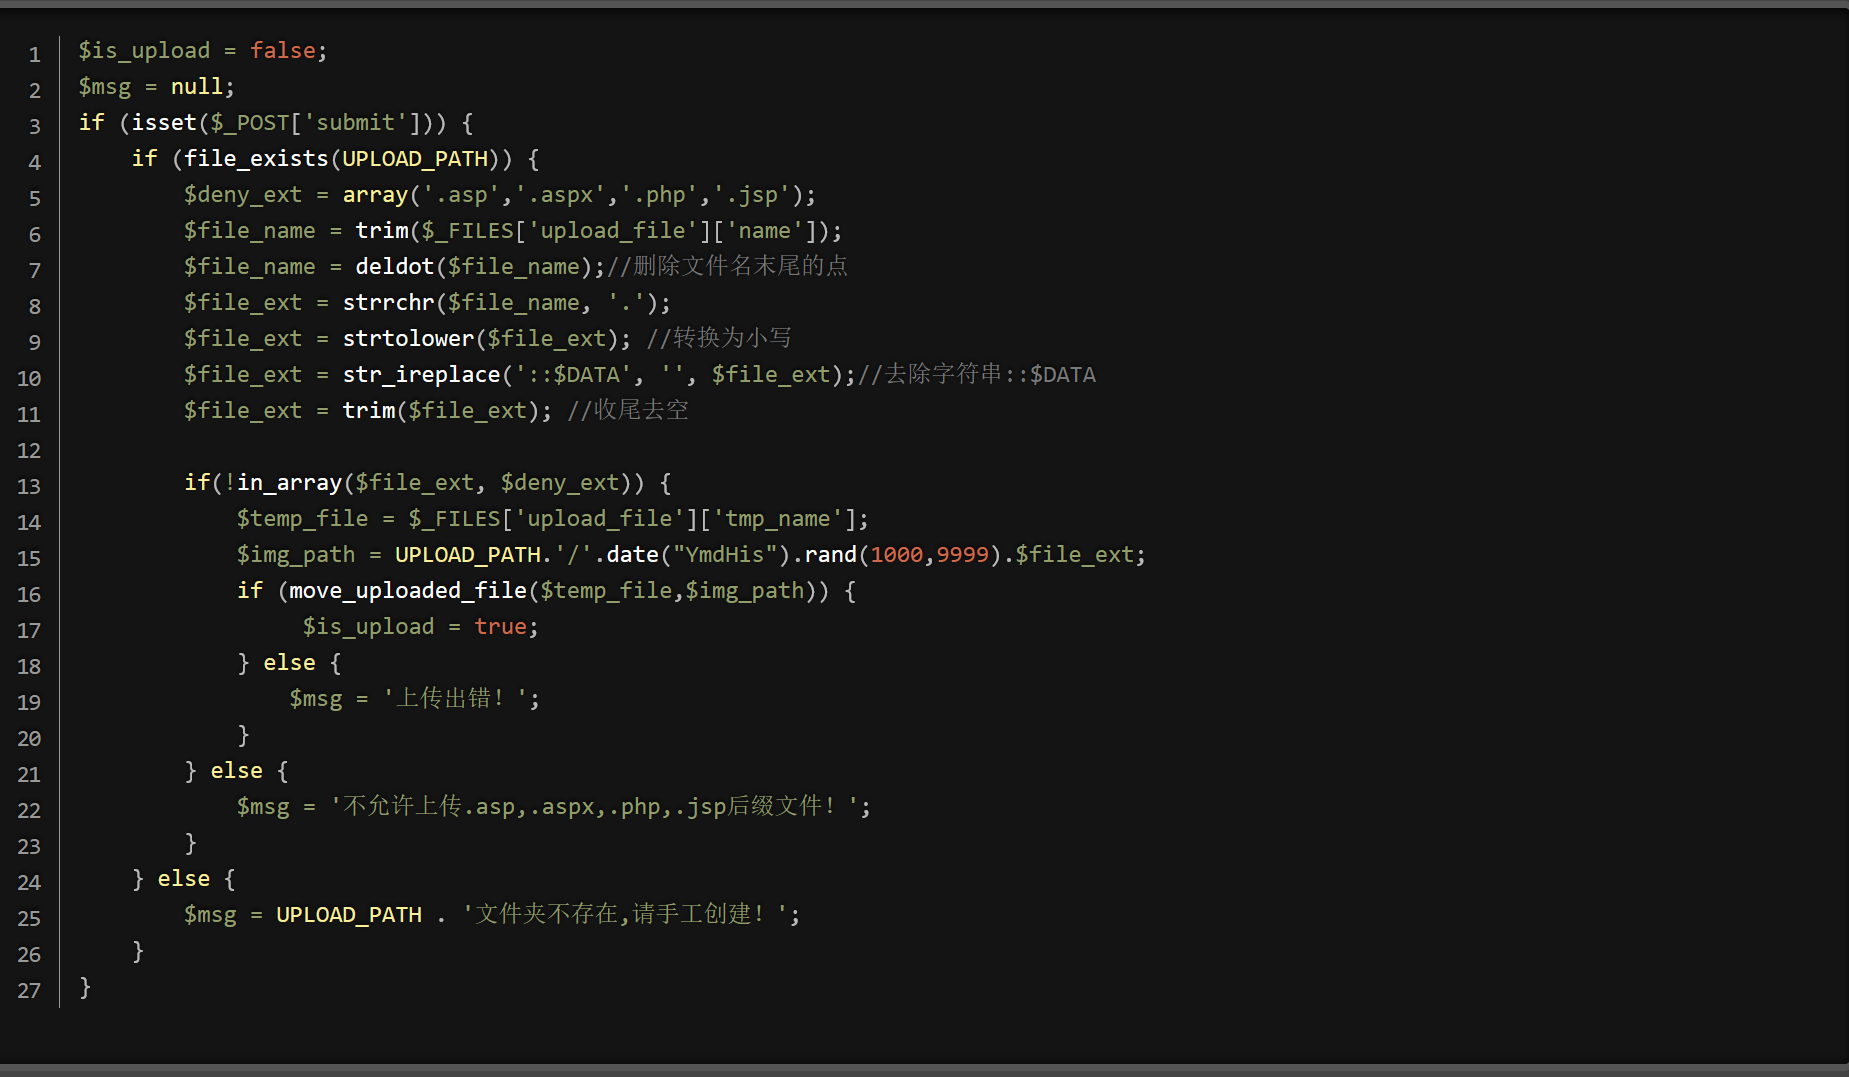 1 $is_upload = false;
2 $msg = null;
3 if (isset($_POST['submit'])) {
4     if (file_exists(UPLOAD_PATH)) {
5         $deny_ext = array('.asp','.aspx','.php','.jsp');
6         $file_name = trim($_FILES['upload_file']['name']);
7         $file_name = deldot($file_name);//删除文件名末尾的点
8         $file_ext = strrchr($file_name, '.');
9         $file_ext = strtolower($file_ext); //转换为小写
10         $file_ext = str_ireplace('::$DATA', '', $file_ext);//去除字符串::$DATA
11         $file_ext = trim($file_ext); //收尾去空
12
13         if(!in_array($file_ext, $deny_ext)) {
14             $temp_file = $_FILES['upload_file']['tmp_name'];
15             $img_path = UPLOAD_PATH.'/'.date("YmdHis").rand(1000,9999).$file_ext;
16             if (move_uploaded_file($temp_file,$img_path)) {
17                  $is_upload = true;
18             } else {
19                 $msg = '上传出错！';
20             }
21         } else {
22             $msg = '不允许上传.asp,.aspx,.php,.jsp后缀文件！';
23         }
24     } else {
25         $msg = UPLOAD_PATH . '文件夹不存在,请手工创建！';
26     }
27 }